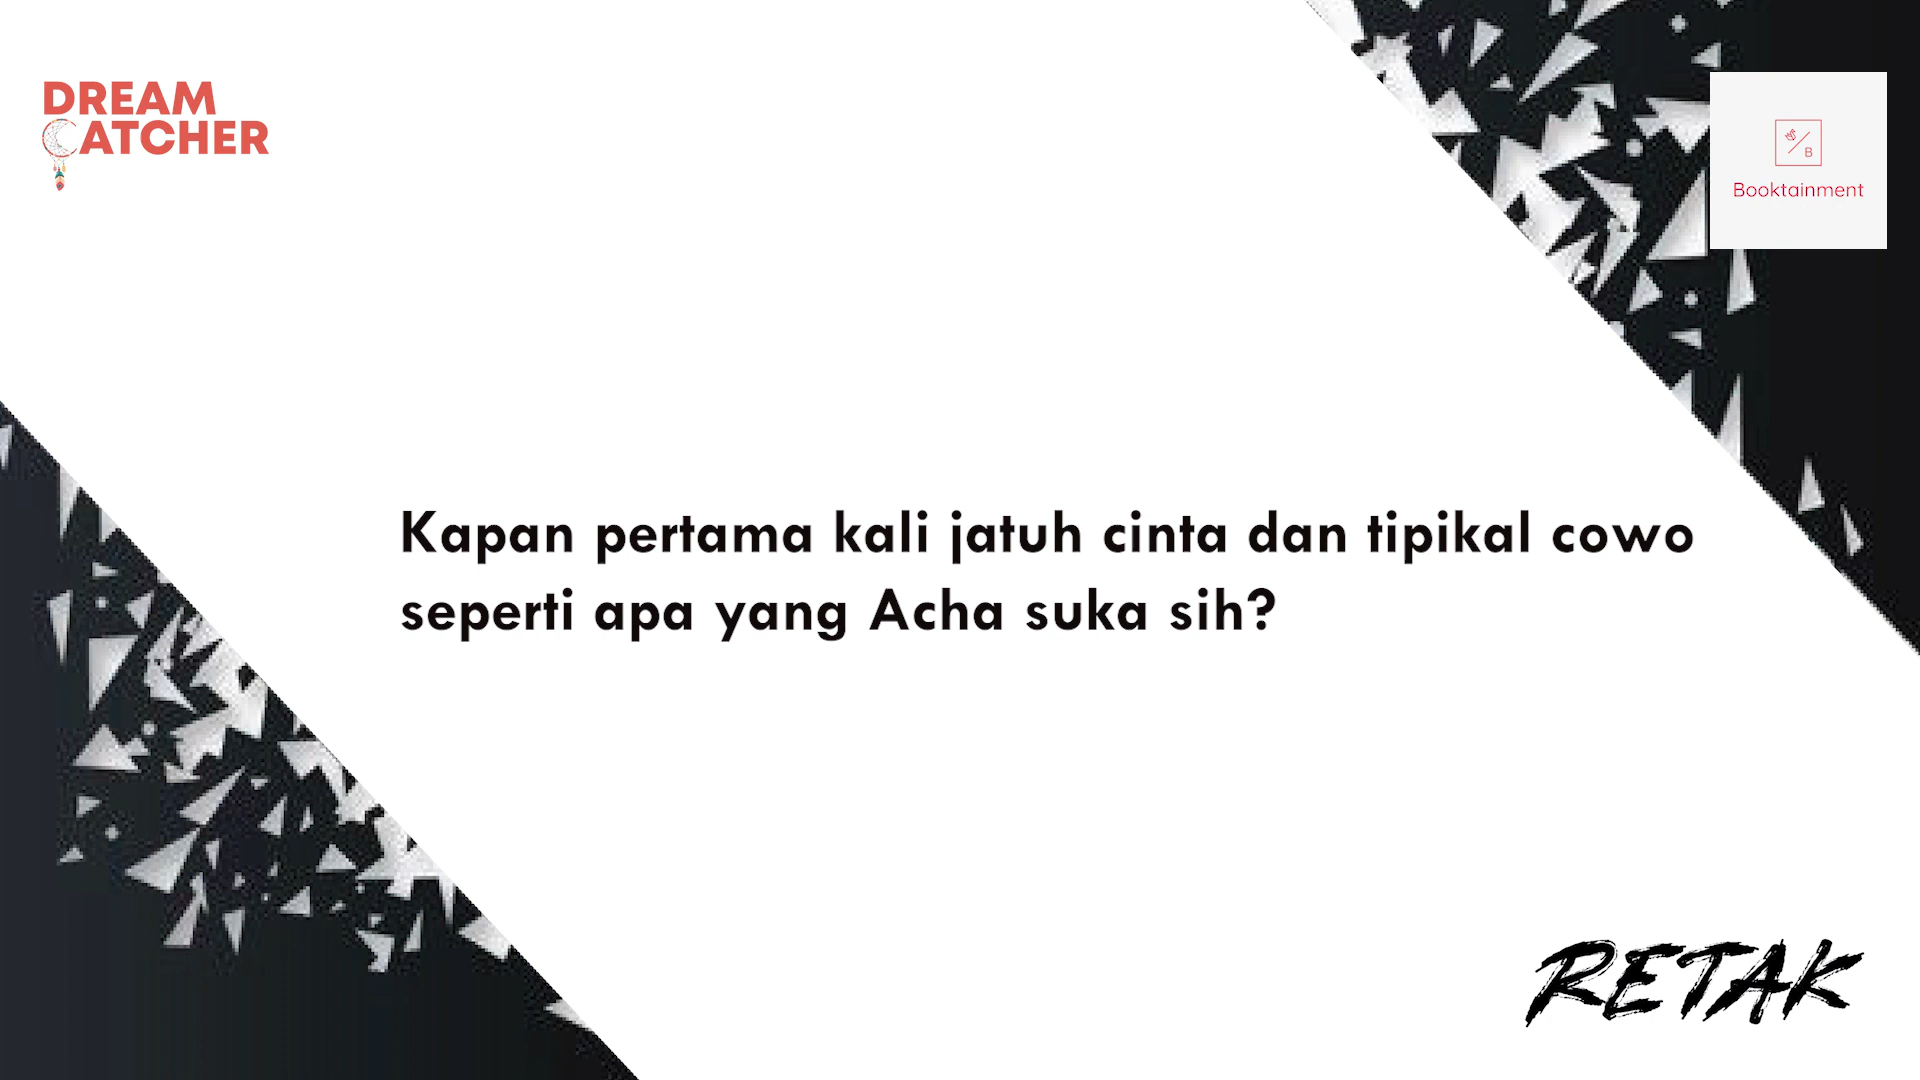 DREAM
CATCHER
B
Booktainment
Kapan pertama kali jatuh cinta dan tipikal cowo
seperti apa yang Acha suka sih?
RETAK